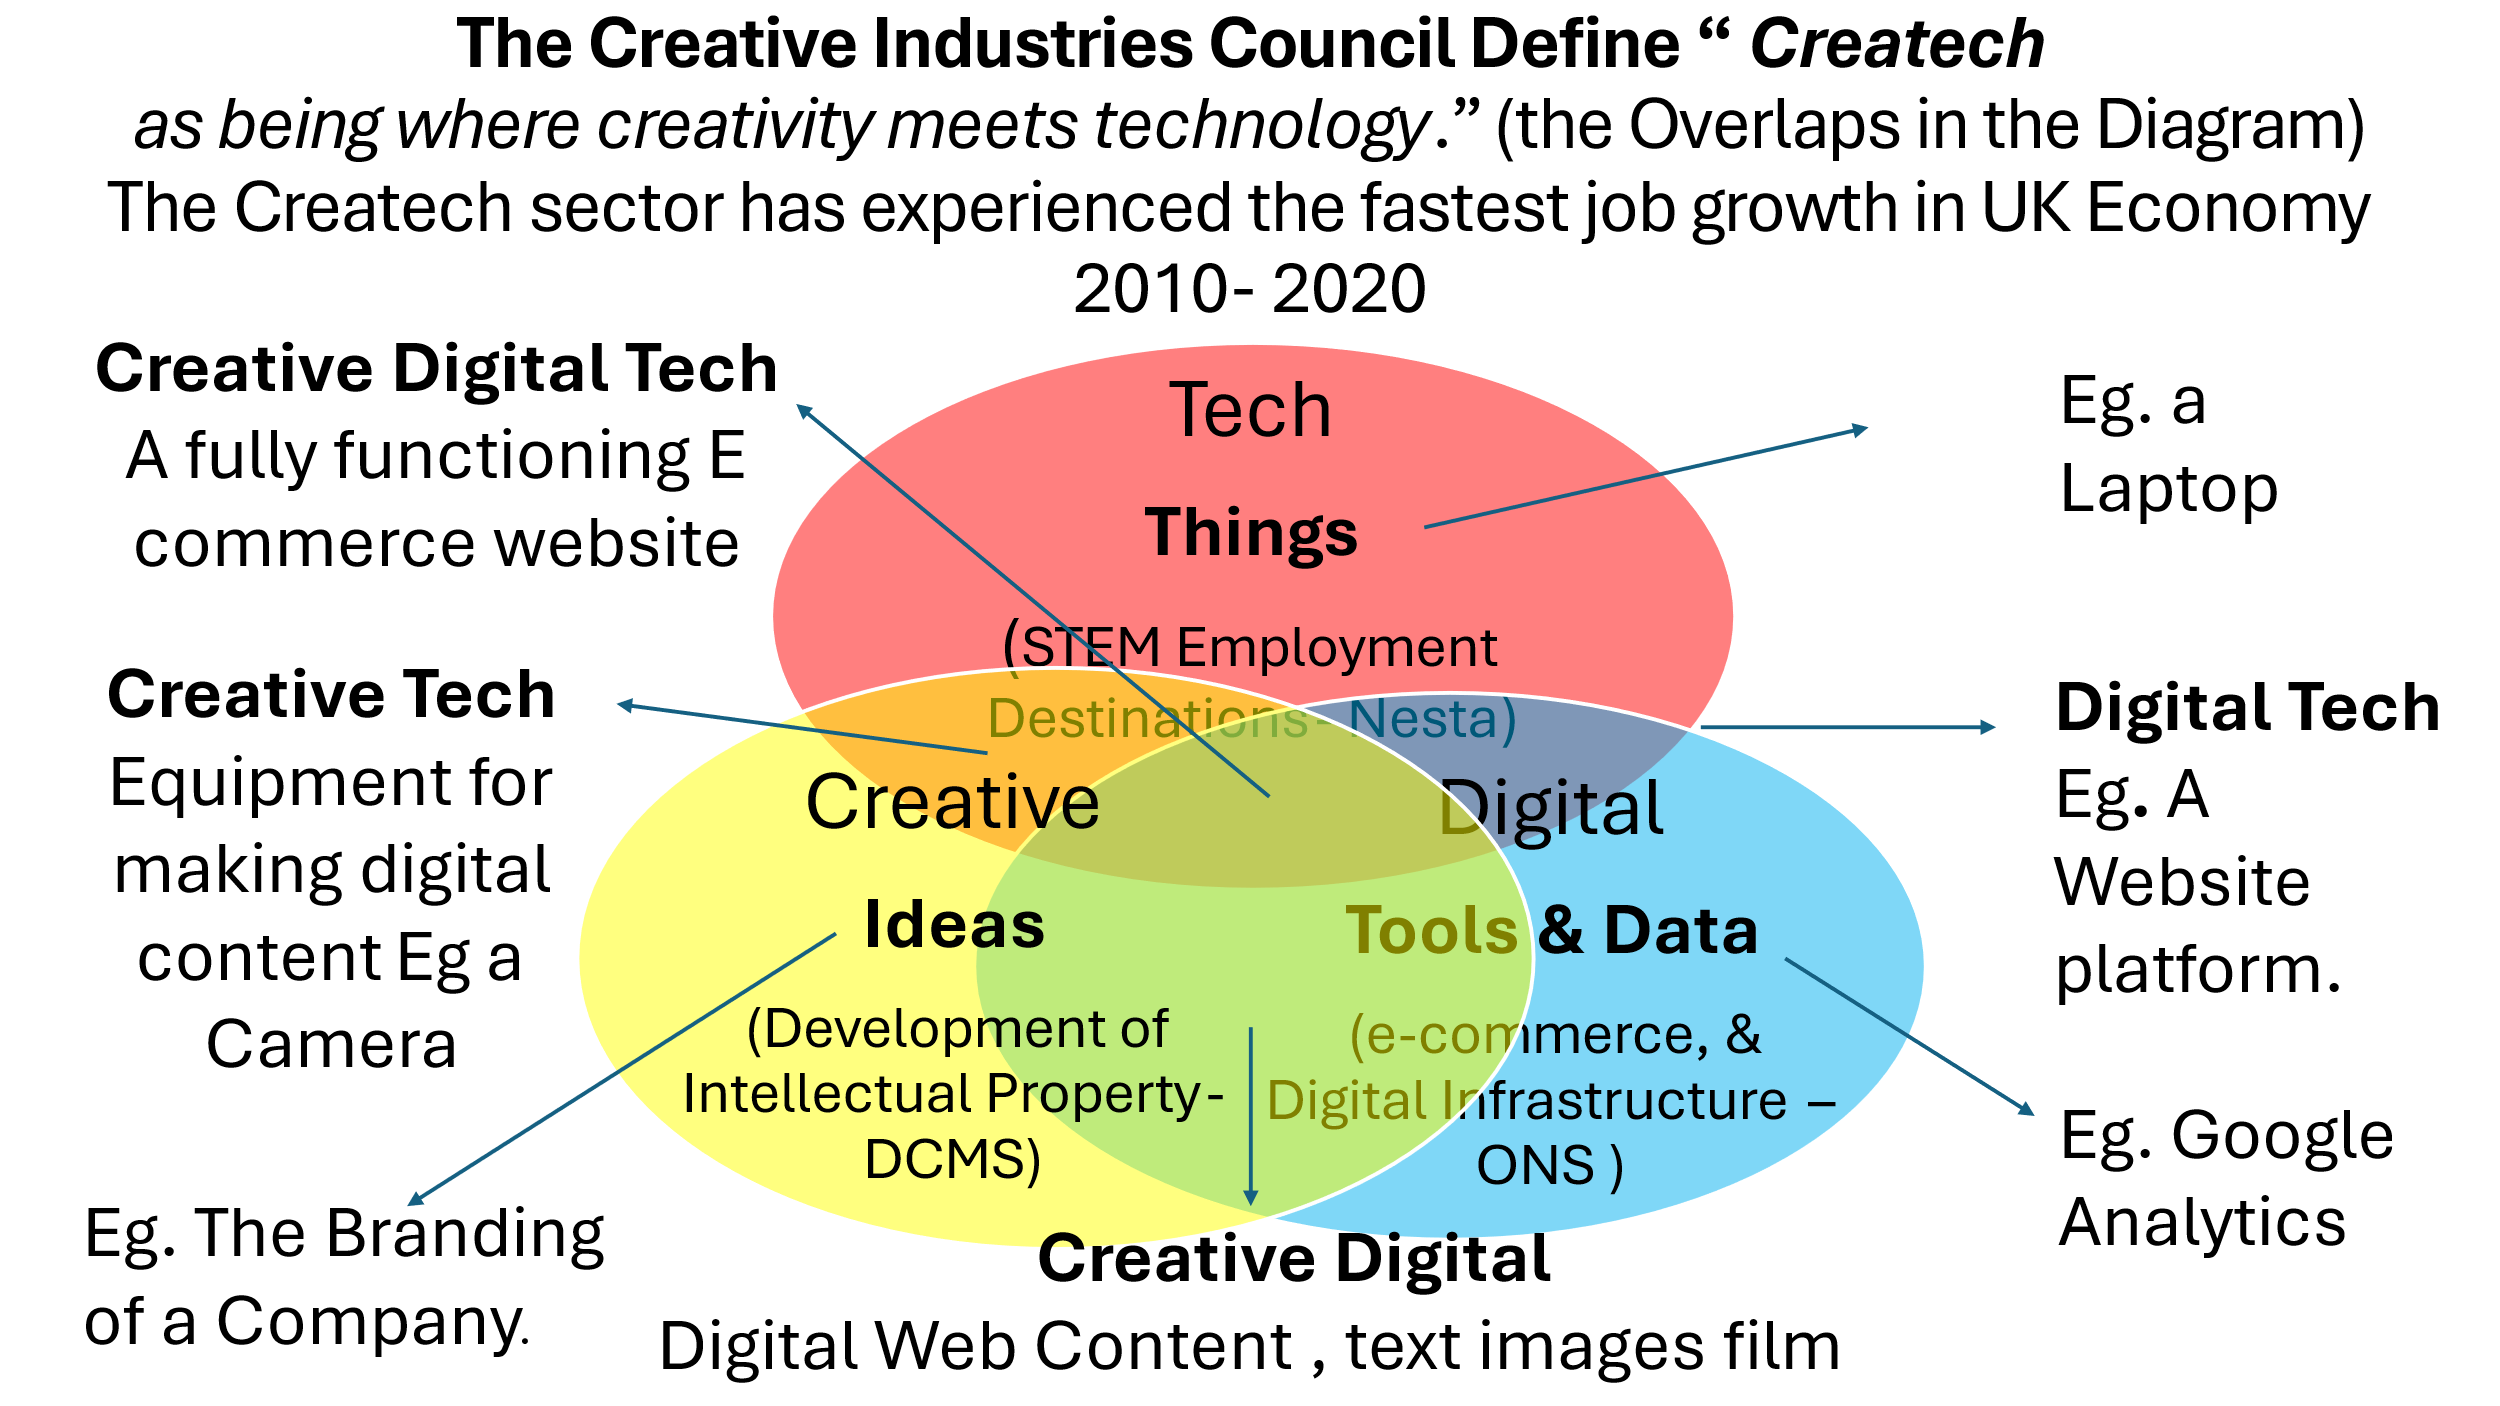 The Creative Industries Council Define “ Createch
as being where creativity meets technology.” (the Overlaps in the Diagram)
The Createch sector has experienced the fastest job growth in UK Economy
2010- 2020
Creative Digital Tech
A fully functioning E
commerce website
Creative Tech
Equipment for
making digital
content Eg a
Camera
Eg. The Branding
of a Company.
Tech
Things
(STEM Employment
Destinations- Nesta)
Creative
Ideas
(Development of
Intellectual Property-
DCMS)
Digital
Tools & Data
(e-commerce, &
Digital Infrastructure –
ONS )
Creative Digital
Digital Web Content , text images film
Eg. a
Laptop
Digital Tech
Eg. A
Website
platform.
Eg. Google
Analytics